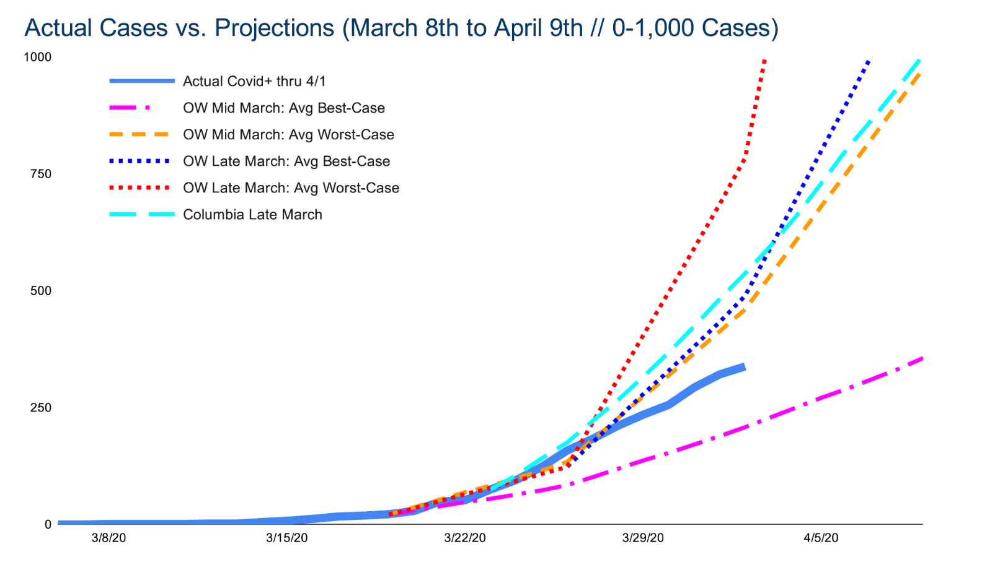 Actual Cases vs. Projections (March 8th to April 9th // 0-1,000 Cases)
1000
Actual Covid+ thru 4/1
OW Mid March: Avg Best-Case
OW Mid March: Avg Worst-Case
OW Late March: Avg Best-Case
750
OW Late March: Avg Worst-Case
Columbia Late March
500
250
0
3/8/20 3/15/20 3/22/20 3/29/20 4/5/20